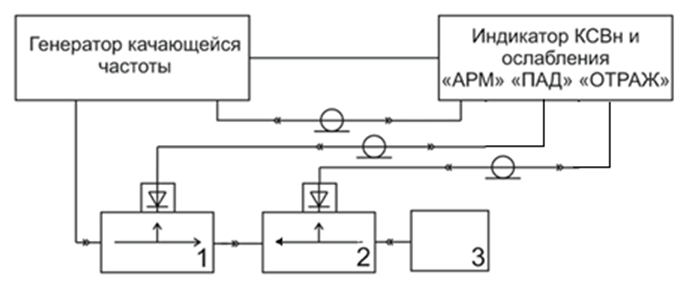 Генератор качающейся
частоты
Индикатор КСВн и
ослабления
«АРМ» «ПАД» «ОТРАЖ»
1
2
3